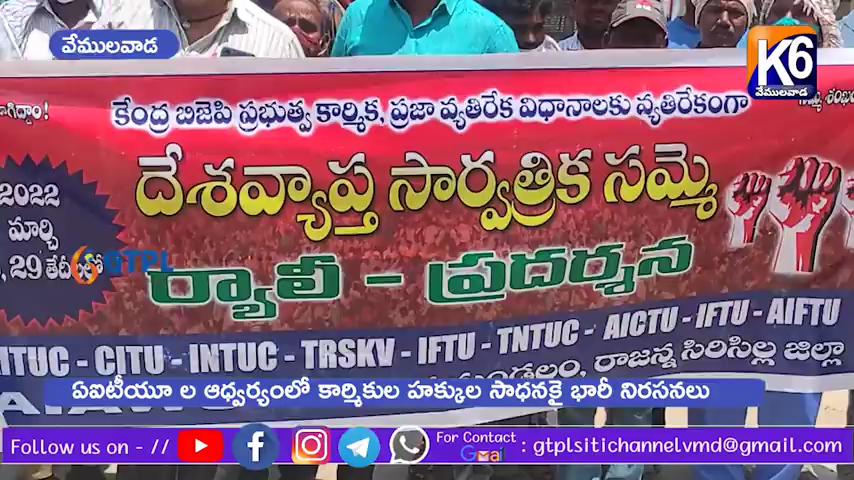 వేములవాడ
K6
వేములవాడ
కేంద్ర బిజెపి ప్రభుత్వ కార్మిక, ప్రజా వ్యతిరేక విధానాలకు వ్యతిరేకంగా
దేశవ్యాప్త సార్వత్రిక సమ్మె
2022
మార్చి
29 తేదీలలో
GTPL
ర్యాలీ - ప్రదర్శన
CITU - INTUC - TRSKV - IFTU - TNTUC - AICTU - IFTU - AIFTU
మండలం, రాజన్న సిరిసిల్ల జిల్లా
ఏఐటీయూ ల ఆధ్వర్యంలో కార్మికుల హక్కుల సాధనకై భారీ నిరసనలు
Follow us on - // For Contact : gtplsitichannelvmd@gmail.com
Gmail